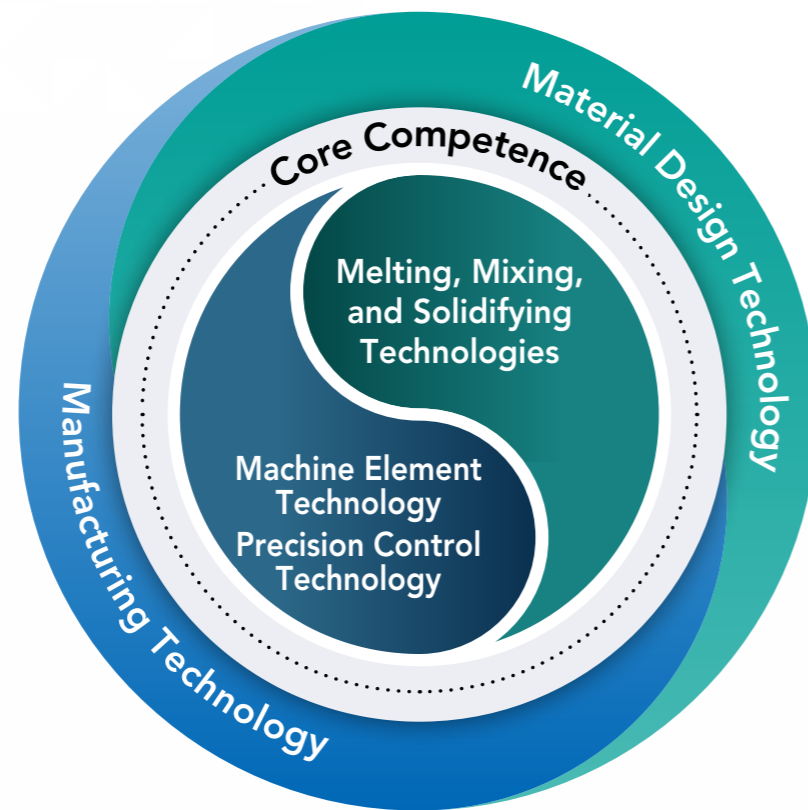 Material Design Technology
Core Competence
Melting, Mixing,
and Solidifying
Technologies
Machine Element
Technology
Precision Control
Technology
Manufacturing Technology